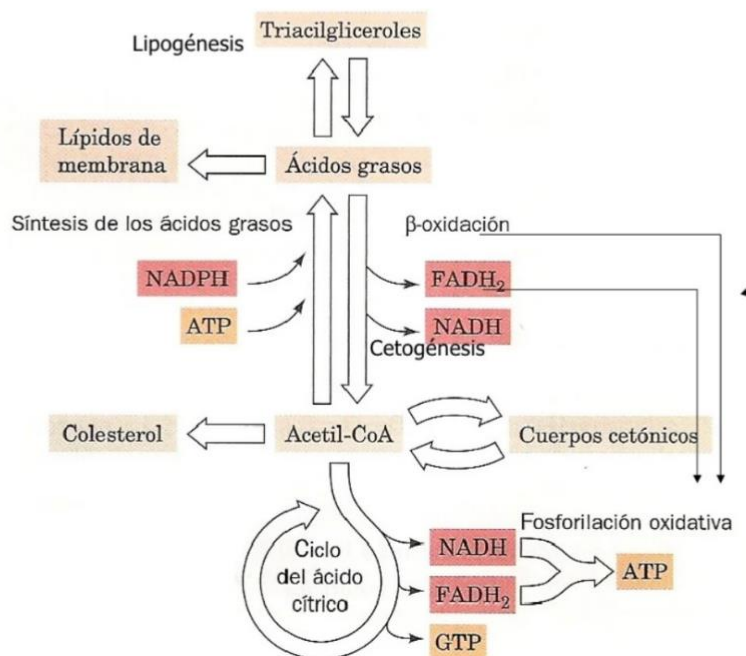 Triacilgliceroles
Lipogénesis
Lípidos de
membrana
Ácidos grasos
Síntesis de los ácidos grasos
β-oxidación
NADPH
FADH₂
ATP
NADH
Cetogénesis
Colesterol
Acetil-CoA
Cuerpos cetónicos
Ciclo
del ácido
cítrico
Fosforilación oxidativa
NADH
ATP
FADH₂
GTP